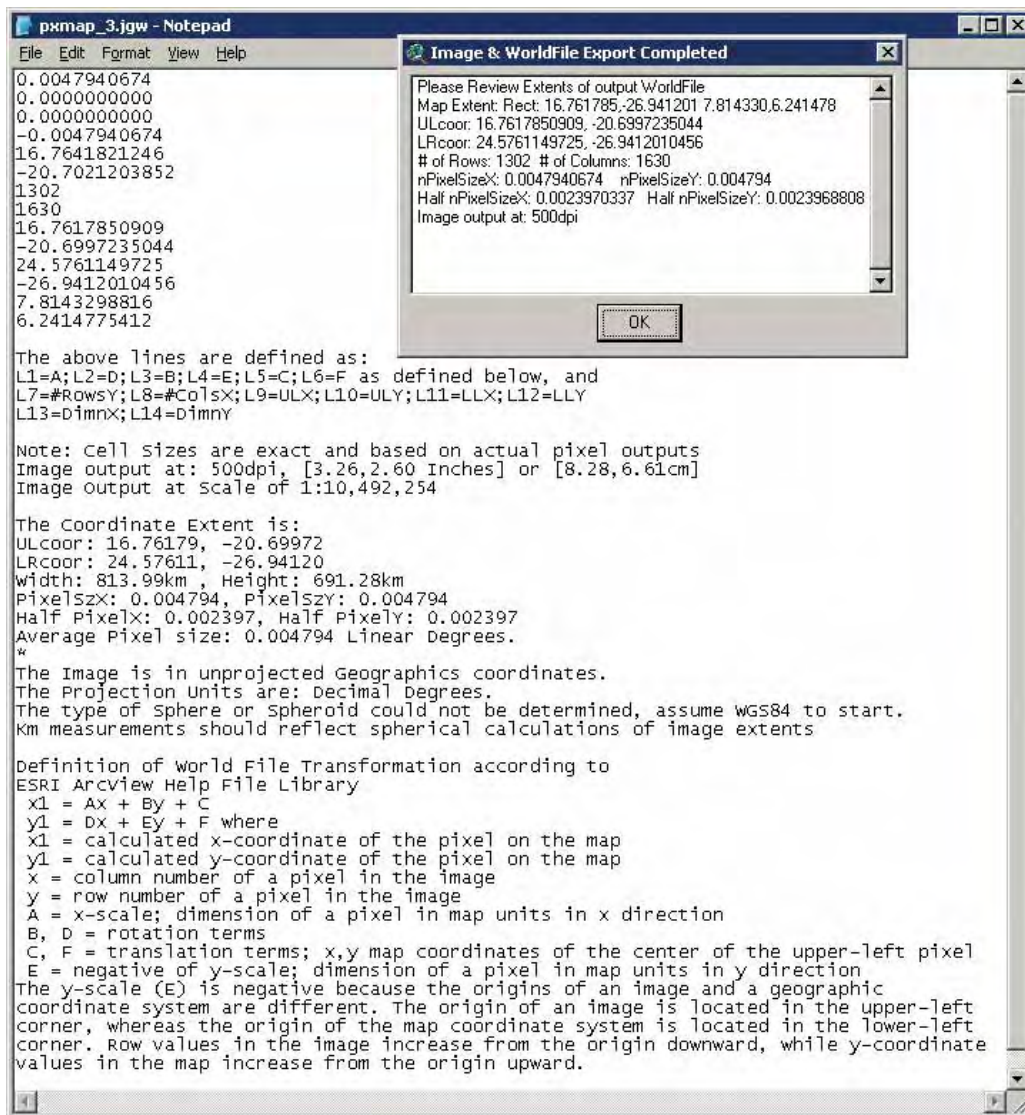 pxmap_3.jgw - Notepad
File Edit Format View Help
0.0047940674
0.0000000000
0.0000000000
-0.0047940674
16.7641821246
-20.7021203852
1302
1630
16.7617850909
-20.6997235044
24.5761149725
-26.9412010456
7.8143298816
6.2414775412
The above lines are defined as:
L1=A;L2=D;L3=B;L4=E;L5=C;L6=F as defined below, and
L7=#RowsY;L8=#ColsX;L9=ULX;L10=ULY;L11=LLX;L12=LLY
L13=DimnX;L14=DimnY
Note: Cell Sizes are exact and based on actual pixel outputs
Image output at: 500dpi, [3.26,2.60 Inches] or [8.28,6.61cm]
Image Output at Scale of 1:10,492,254
The Coordinate Extent is:
ULcoor: 16.76179, -20.69972
LRcoor: 24.57611, -26.94120
Width: 813.99km , Height: 691.28km
PixelSzX: 0.004794, PixelSzY: 0.004794
Half PixelX: 0.002397, Half PixelY: 0.002397
Average Pixel size: 0.004794 Linear Degrees.
*
The Image is in unprojected Geographics coordinates.
The Projection Units are: Decimal Degrees.
The type of Sphere or Spheroid could not be determined, assume WGS84 to start.
Km measurements should reflect spherical calculations of image extents
Definition of World File Transformation according to
ESRI ArcView Help File Library
x1 = Ax + By + C
y1 = Dx + Ey + F where
x1 = calculated x-coordinate of the pixel on the map
y1 = calculated y-coordinate of the pixel on the map
x = column number of a pixel in the image
y = row number of a pixel in the image
A = x-scale; dimension of a pixel in map units in x direction
B, D = rotation terms
C, F = translation terms; x,y map coordinates of the center of the upper-left pixel
E = negative of y-scale; dimension of a pixel in map units in y direction
The y-scale (E) is negative because the origins of an image and a geographic
coordinate system are different. The origin of an image is located in the upper-left
corner, whereas the origin of the map coordinate system is located in the lower-left
corner. Row values in the image increase from the origin downward, while y-coordinate
values in the map increase from the origin upward.
Image & WorldFile Export Completed
Please Review Extents of output WorldFile
Map Extent: Rect: 16.761785,-26.941201 7.814330,6.241478
ULcoor: 16.7617850909, -20.6997235044
LRcoor: 24.5761149725, -26.9412010456
# of Rows: 1302 # of Columns: 1630
nPixelSizeX: 0.0047940674 nPixelSizeY: 0.004794
Half nPixelSizeX: 0.0023970337 Half nPixelSizeY: 0.0023968808
Image output at: 500dpi
OK